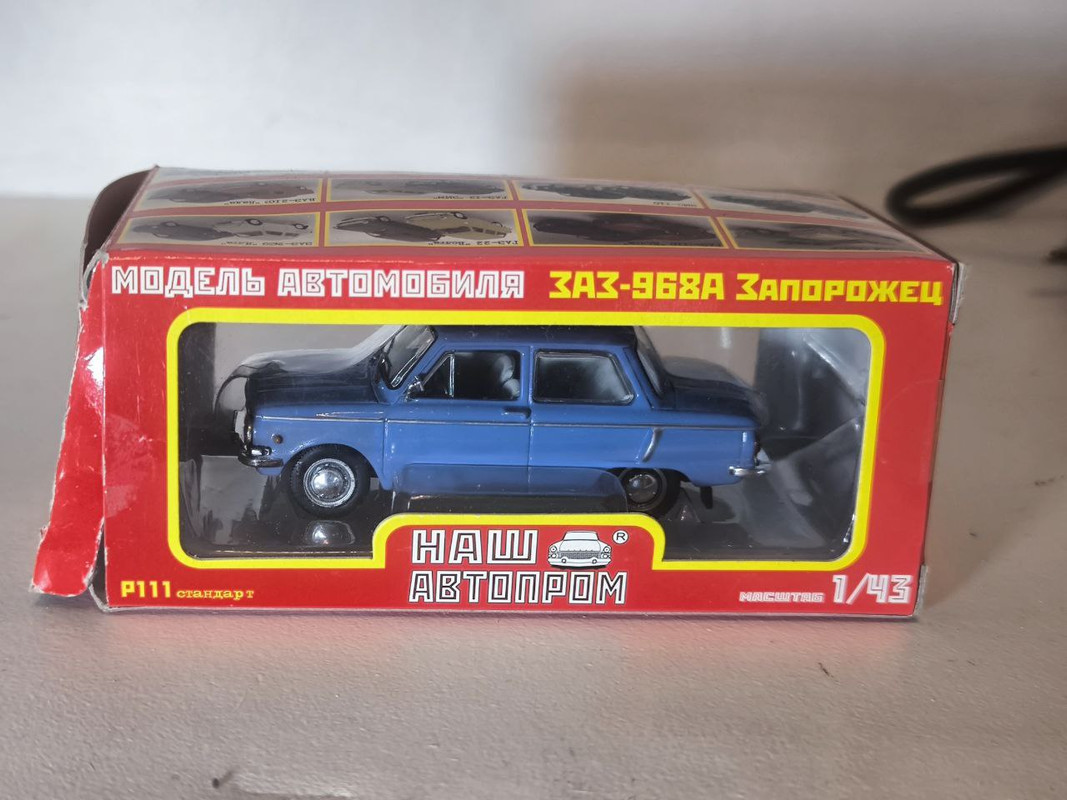 МОДЕЛЬ АВТОМОБИЛЯ ЗАЗ-968А ЗАПОРОЖЕЦ
НАШ ®
АВТОПРОМ
Р111 стандарт
МАСШТАБ 1/43